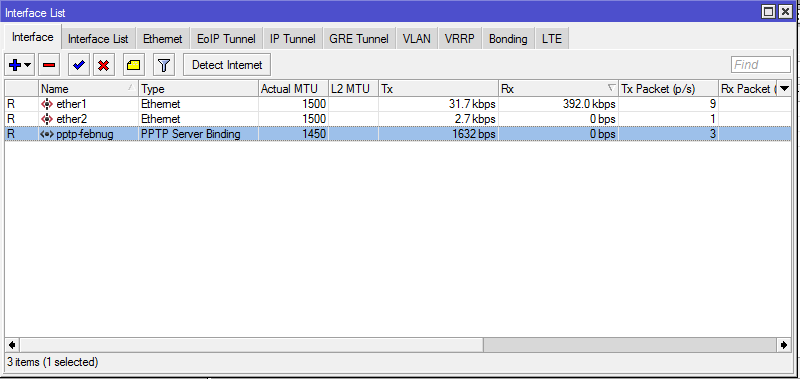 Interface List
Interface Interface List Ethernet EoIP Tunnel IP Tunnel GRE Tunnel VLAN VRRP Bonding LTE
Detect Internet Find
Name Type Actual MTU L2 MTU Tx Rx Tx Packet (p/s) Rx Packet (
R ether1 Ethernet 1500 31.7 kbps 392.0 kbps 9
R ether2 Ethernet 1500 2.7 kbps 0 bps 1
R pptp-febnug PPTP Server Binding 1450 1632 bps 0 bps 3
3 items (1 selected)